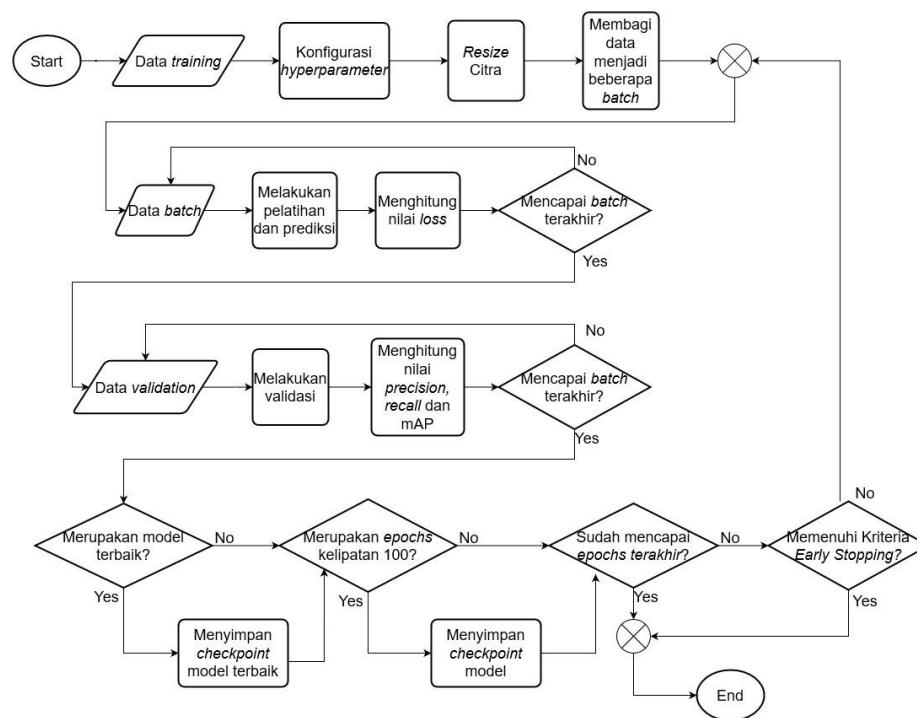 Start
Data training
Konfigurasi
hyperparameter
Resize
Citra
Membagi
data
menjadi
beberapa
batch
No
Data batch
Melakukan
pelatihan
dan prediksi
Menghitung
nilai loss
Mencapai batch
terakhir?
Yes
No
Data validation
Melakukan
validasi
Menghitung
nilai
precision,
recall dan
mAP
Mencapai batch
terakhir?
Yes
Merupakan model
terbaik?
No
Yes
Menyimpan
checkpoint
model terbaik
Merupakan epochs
kelipatan 100?
No
Yes
Menyimpan
checkpoint
model
Sudah mencapai
epochs terakhir?
No
Yes
Memenuhi Kriteria
Early Stopping?
No
Yes
End